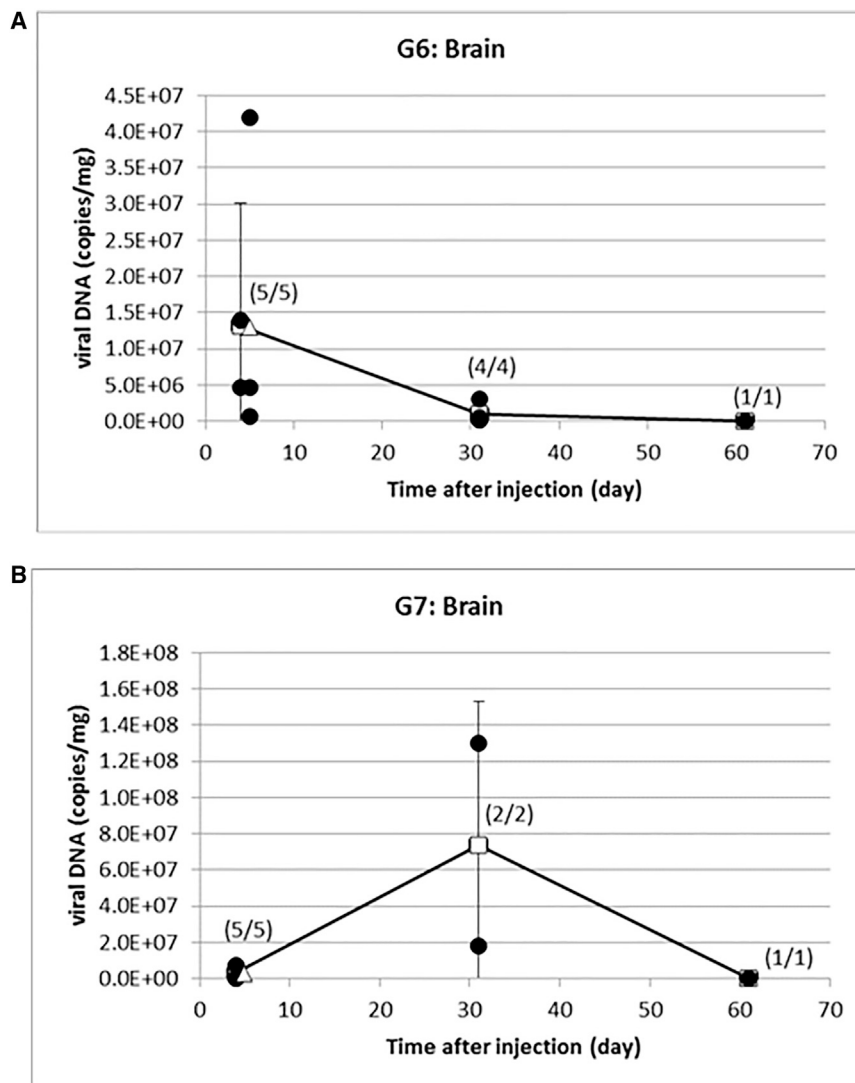 A
G6: Brain
viral DNA (copies/mg)
4.5E+07
4.0E+07
3.5E+07
3.0E+07
2.5E+07
2.0E+07
1.5E+07
1.0E+07
5.0E+06
0.0E+00
(5/5)
(4/4)
(1/1)
0 10 20 30 40 50 60 70
Time after injection (day)
B
G7: Brain
viral DNA (copies/mg)
1.8E+08
1.6E+08
1.4E+08
1.2E+08
1.0E+08
8.0E+07
6.0E+07
4.0E+07
2.0E+07
0.0E+00
(5/5)
(2/2)
(1/1)
0 10 20 30 40 50 60 70
Time after injection (day)